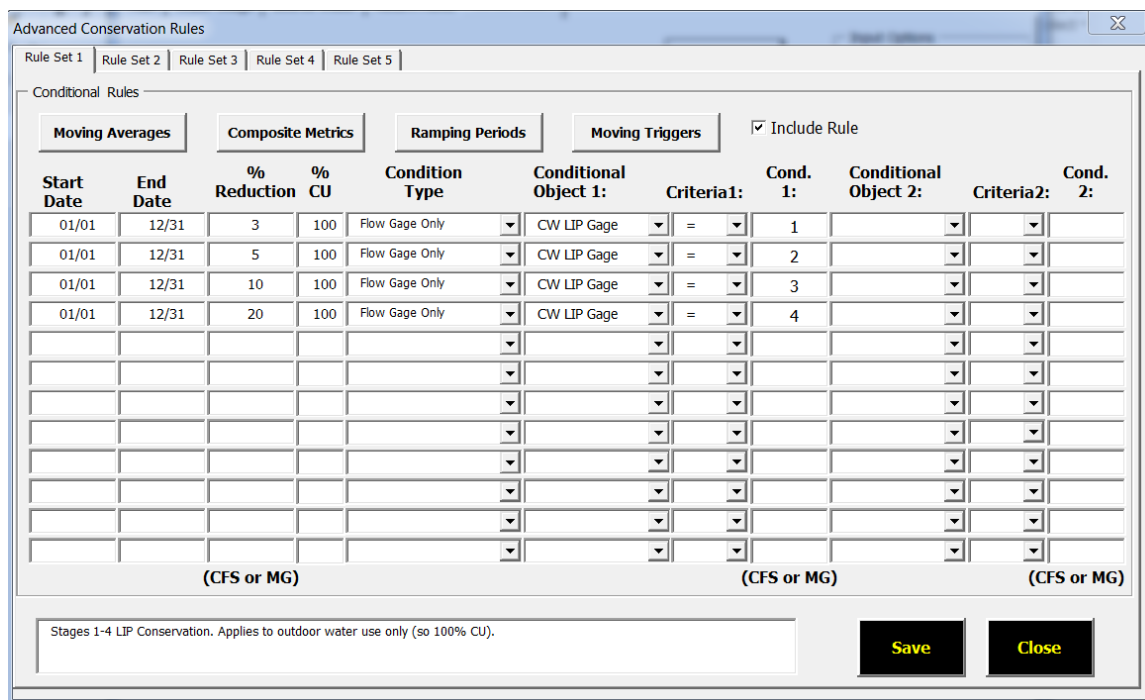 Advanced Conservation Rules
Rule Set 1 Rule Set 2 Rule Set 3 Rule Set 4 Rule Set 5
Conditional Rules
Moving Averages Composite Metrics Ramping Periods Moving Triggers Include Rule
Start Date End Date % Reduction % CU Condition Type Conditional Object 1: Criteria1: Cond. 1: Conditional Object 2: Criteria2: Cond. 2:
01/01 12/31 3 100 Flow Gage Only CW LIP Gage = 1
01/01 12/31 5 100 Flow Gage Only CW LIP Gage = 2
01/01 12/31 10 100 Flow Gage Only CW LIP Gage = 3
01/01 12/31 20 100 Flow Gage Only CW LIP Gage = 4
(CFS or MG) (CFS or MG) (CFS or MG)
Stages 1-4 LIP Conservation. Applies to outdoor water use only (so 100% CU).
Save Close